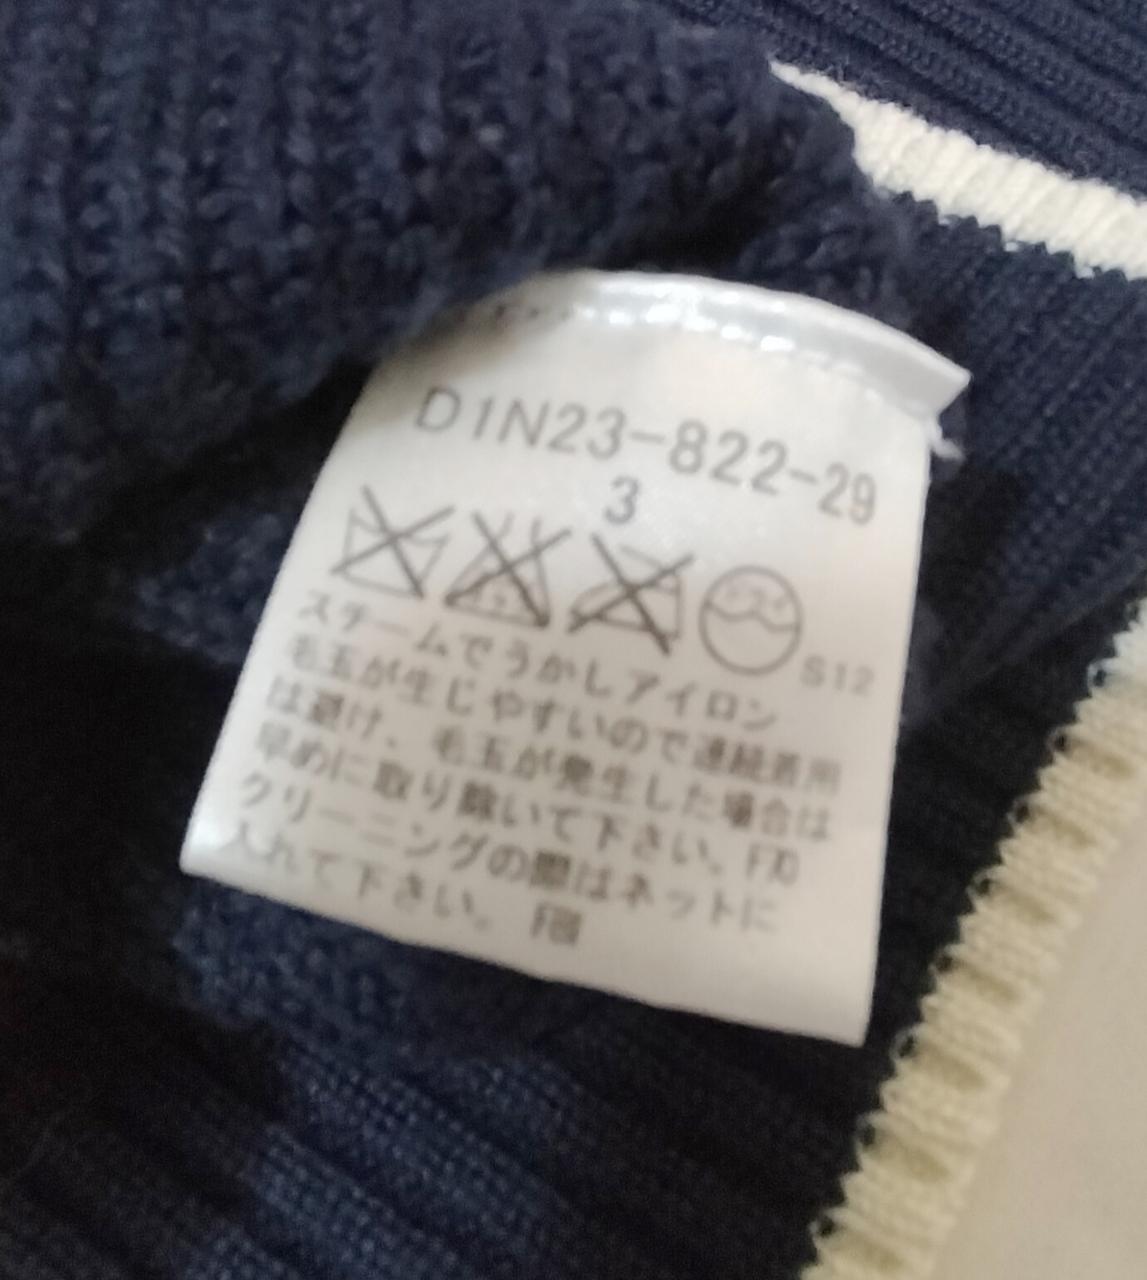 D1N23-822-29
3
S12
スチームでうかしアイロン
毛玉が生じやすいので連続着用
は避け、毛玉が発生した場合は
早めに取り除いて下さい。F70
クリーニングの際はネットに
入れて下さい。